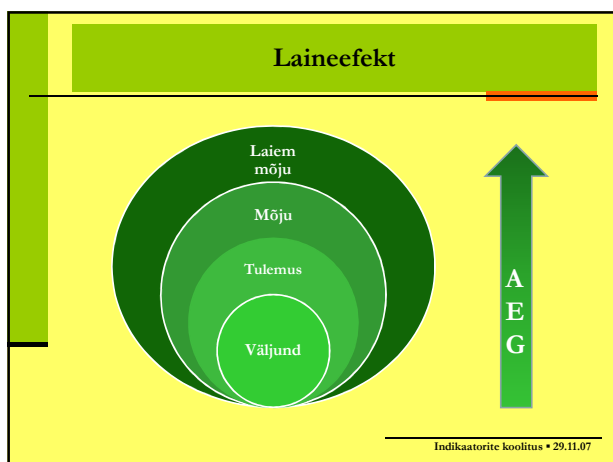 Laineefekt
Laiem
mõju
Mõju
Tulemus
Väljund
A
E
G
Indikaatorite koolitus ▪ 29.11.07